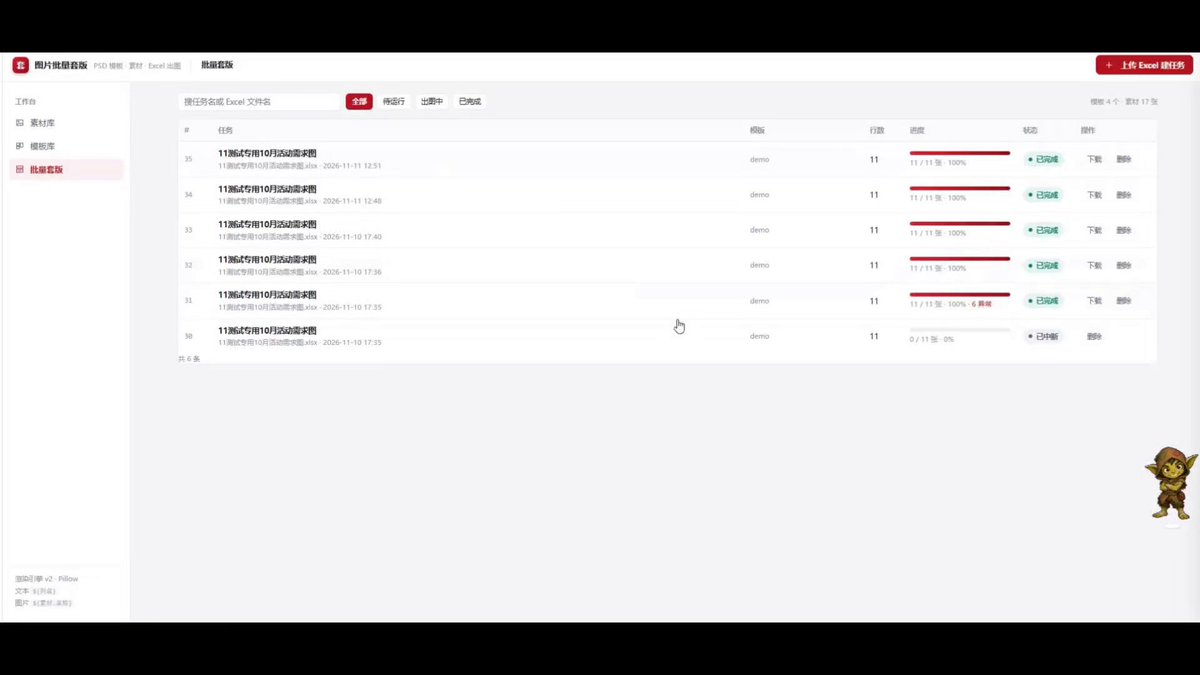 套 图片批量套版 PSD 模板 · 素材 · Excel 出图 批量套版 + 上传 Excel 建任务
工作台
素材库
模板库
批量套版
搜任务名或 Excel 文件名 全部 待运行 出图中 已完成 模板 4 个 · 素材 17 张
# 任务 模板 行数 进度 状态 操作
35 11测试专用10月活动需求图 demo 11 已完成 下载 删除
11测试专用10月活动需求图.xlsx · 2026-11-11 12:51 11 / 11 张 · 100%
34 11测试专用10月活动需求图 demo 11 已完成 下载 删除
11测试专用10月活动需求图.xlsx · 2026-11-11 12:48 11 / 11 张 · 100%
33 11测试专用10月活动需求图 demo 11 已完成 下载 删除
11测试专用10月活动需求图.xlsx · 2026-11-10 17:40 11 / 11 张 · 100%
32 11测试专用10月活动需求图 demo 11 已完成 下载 删除
11测试专用10月活动需求图.xlsx · 2026-11-10 17:36 11 / 11 张 · 100%
31 11测试专用10月活动需求图 demo 11 已完成 下载 删除
11测试专用10月活动需求图.xlsx · 2026-11-10 17:35 11 / 11 张 · 100% · 6 异常
30 11测试专用10月活动需求图 demo 11 已中断 删除
11测试专用10月活动需求图.xlsx · 2026-11-10 17:35 0 / 11 张 · 0%
共 6 条
渲染引擎 v2 · Pillow
文本 ${列名}
图片